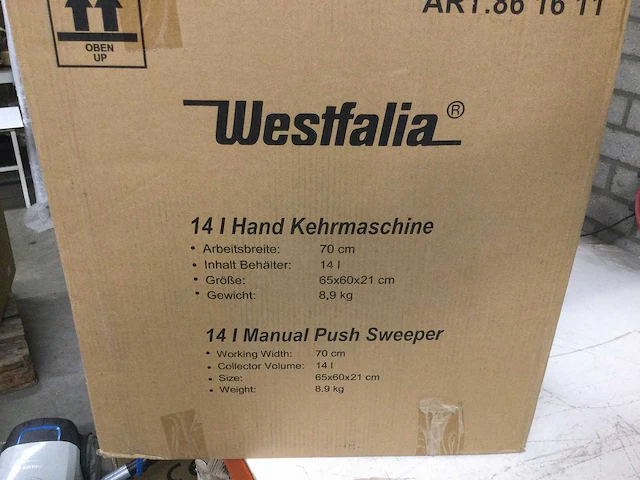 ART.86 16 11
OBEN
UP
Westfalia®
14 l Hand Kehrmaschine
• Arbeitsbreite: 70 cm
• Inhalt Behälter: 14 l
• Größe: 65x60x21 cm
• Gewicht: 8,9 kg
14 l Manual Push Sweeper
• Working Width: 70 cm
• Collector Volume: 14 l
• Size: 65x60x21 cm
• Weight: 8.9 kg